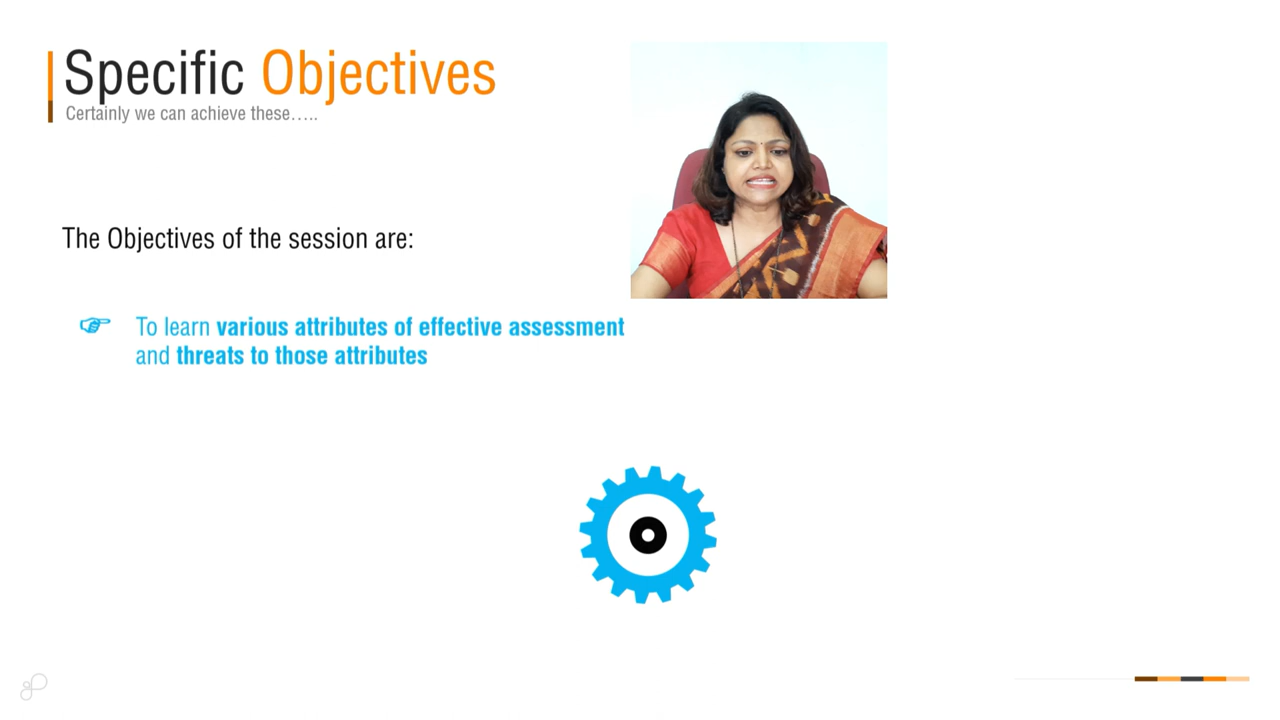 Specific Objectives
Certainly we can achieve these…..
The Objectives of the session are:
To learn various attributes of effective assessment
and threats to those attributes